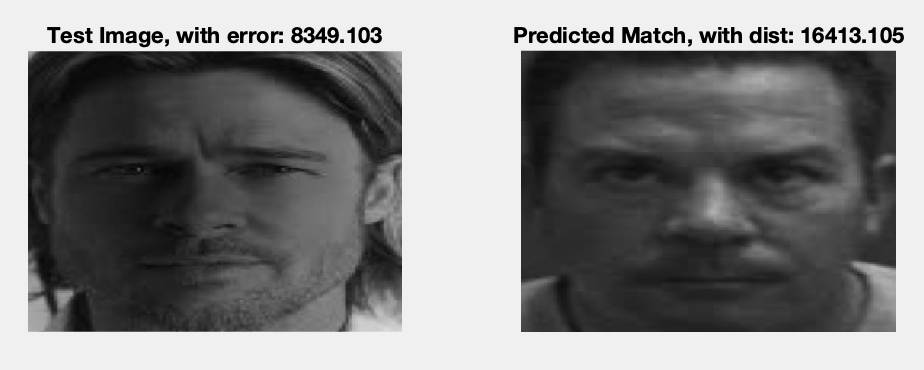 Test Image, with error: 8349.103
Predicted Match, with dist: 16413.105